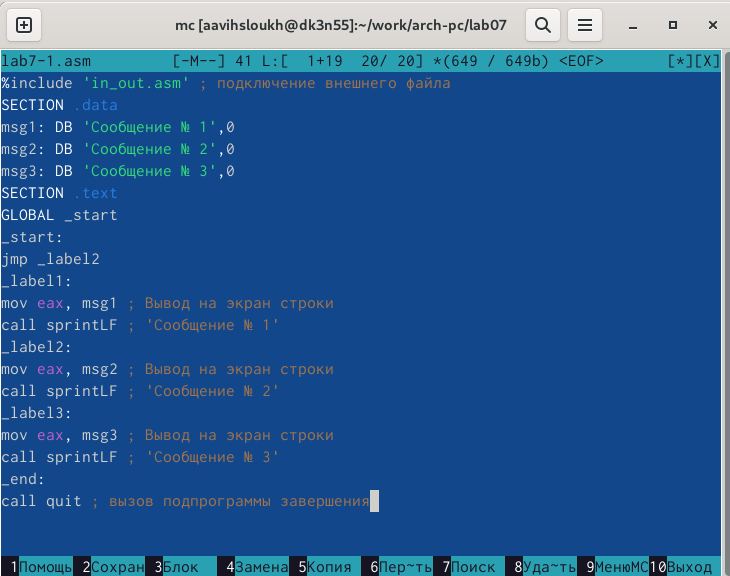 mc [aavihsloukh@dk3n55]:~/work/arch-pc/lab07
lab7-1.asm [-M--] 41 L:[ 1+19 20/ 20] *(649 / 649b) <EOF> [*][X]
%include 'in_out.asm' ; подключение внешнего файла
SECTION .data
msg1: DB 'Сообщение № 1',0
msg2: DB 'Сообщение № 2',0
msg3: DB 'Сообщение № 3',0
SECTION .text
GLOBAL _start
_start:
jmp _label2
_label1:
mov eax, msg1 ; Вывод на экран строки
call sprintLF ; 'Сообщение № 1'
_label2:
mov eax, msg2 ; Вывод на экран строки
call sprintLF ; 'Сообщение № 2'
_label3:
mov eax, msg3 ; Вывод на экран строки
call sprintLF ; 'Сообщение № 3'
_end:
call quit ; вызов подпрограммы завершения
1Помощь 2Сохран 3Блок 4Замена 5Копия 6Пер~ть 7Поиск 8Уда~ть 9МенюМС 10Выход